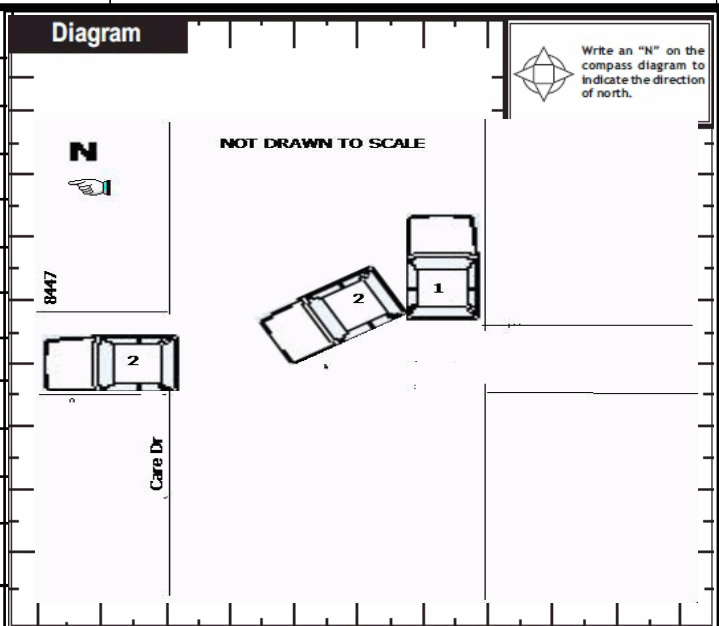 Diagram
Write an "N" on the
compass diagram to
indicate the direction
of north.
N
NOT DRAWN TO SCALE
8447
2
1
2
Care Dr